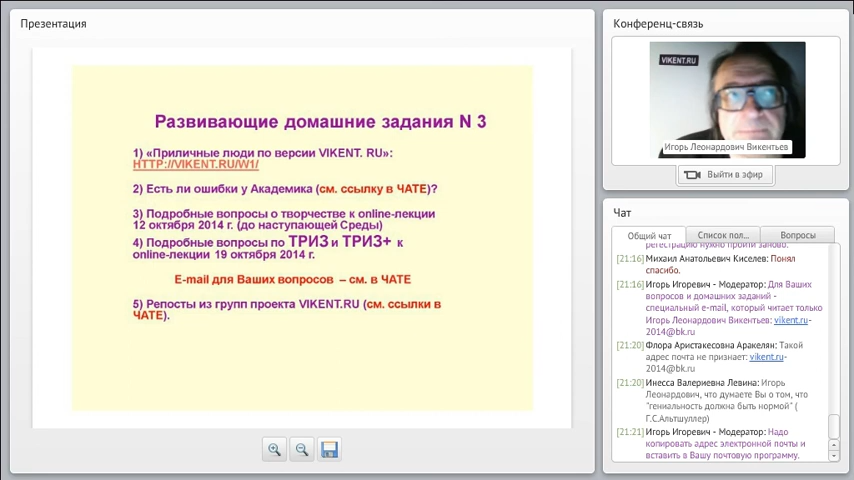 Презентация
Развивающие домашние задания N 3
1) «Приличные люди по версии VIKENT. RU»:
HTTP://VIKENT.RU/W1/
2) Есть ли ошибки у Академика (см. ссылку в ЧАТЕ)?
3) Подробные вопросы о творчестве к online-лекции
12 октября 2014 г. (до наступающей Среды)
4) Подробные вопросы по ТРИЗ и ТРИЗ+ к
online-лекции 19 октября 2014 г.
E-mail для Ваших вопросов – см. в ЧАТЕ
5) Репосты из групп проекта VIKENT.RU (см. ссылки в
ЧАТЕ).
Конференц-связь
VIKENT.RU
Игорь Леонардович Викентьев
Выйти в эфир
Чат
Общий чат
Список пол...
Вопросы
регестрацию нужно пройти заново.
[21:16] Михаил Анатольевич Киселев: Понял
спасибо.
[21:16] Игорь Игоревич - Модератор: Для Ваших
вопросов и домашних заданий -
специальный e-mail, который читает только
Игорь Леонардович Викентьев: vikent.ru-
2014@bk.ru
[21:20] Флора Аристакесовна Аракелян: Такой
адрес почта не признает: vikent.ru-
2014@bk.ru
[21:20] Инесса Валериевна Левина: Игорь
Леонардович, что думаете Вы о том, что
"гениальность должна быть нормой" (
Г.С.Альтшуллер)
[21:21] Игорь Игоревич - Модератор: Надо
копировать адрес электронной почты и
вставить в Вашу почтовую программу.